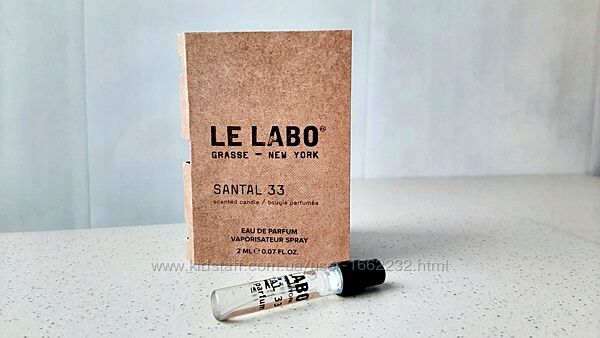 LE LABO®
GRASSE — NEW YORK
SANTAL 33
scented candle / bougie parfumée
EAU DE PARFUM
VAPORISATEUR SPRAY
2 ML ℮ 0.07 FL.OZ.
LABO
33
parfum